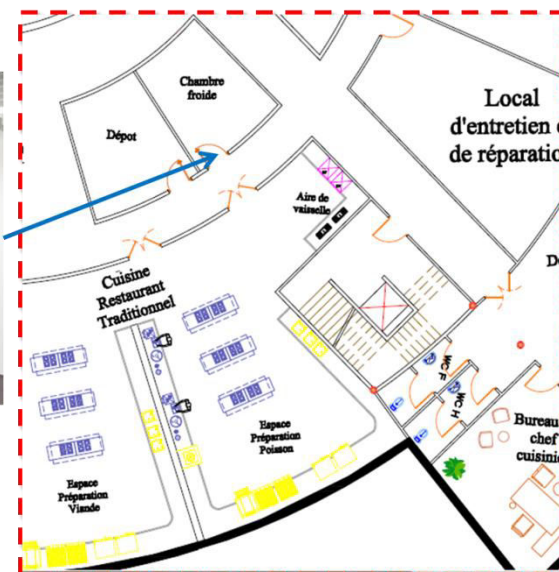 Chambre
froide
Dépot
Local
d'entretien
de réparation
Aire de
vaisselle
Cuisine
Restaurant
Traditionnel
WC F
WC H
Espace
Préparation
Poisson
Bureau
chef
cuisini
Espace
Préparation
Viande